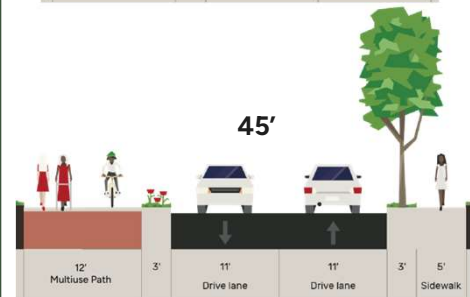 45'
12'
Multiuse Path
3'
11'
Drive lane
11'
Drive lane
3'
5'
Sidewalk